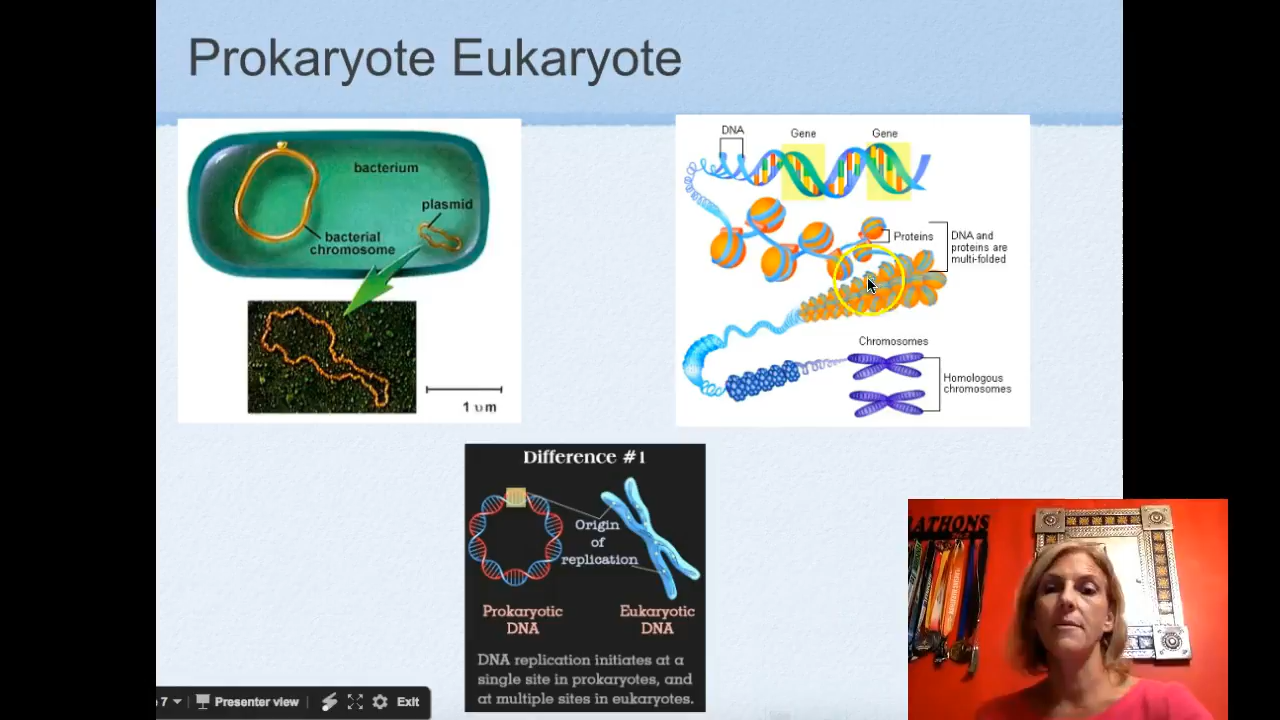 Prokaryote Eukaryote
bacterium
plasmid
bacterial
chromosome
1 υm
DNA
Gene
Gene
Proteins
DNA and
proteins are
multi-folded
Chromosomes
Homologous
chromosomes
Difference #1
Origin
of
replication
Prokaryotic
DNA
Eukaryotic
DNA
DNA replication initiates at a
single site in prokaryotes, and
at multiple sites in eukaryotes.
ATHONS
7
Presenter view
Exit